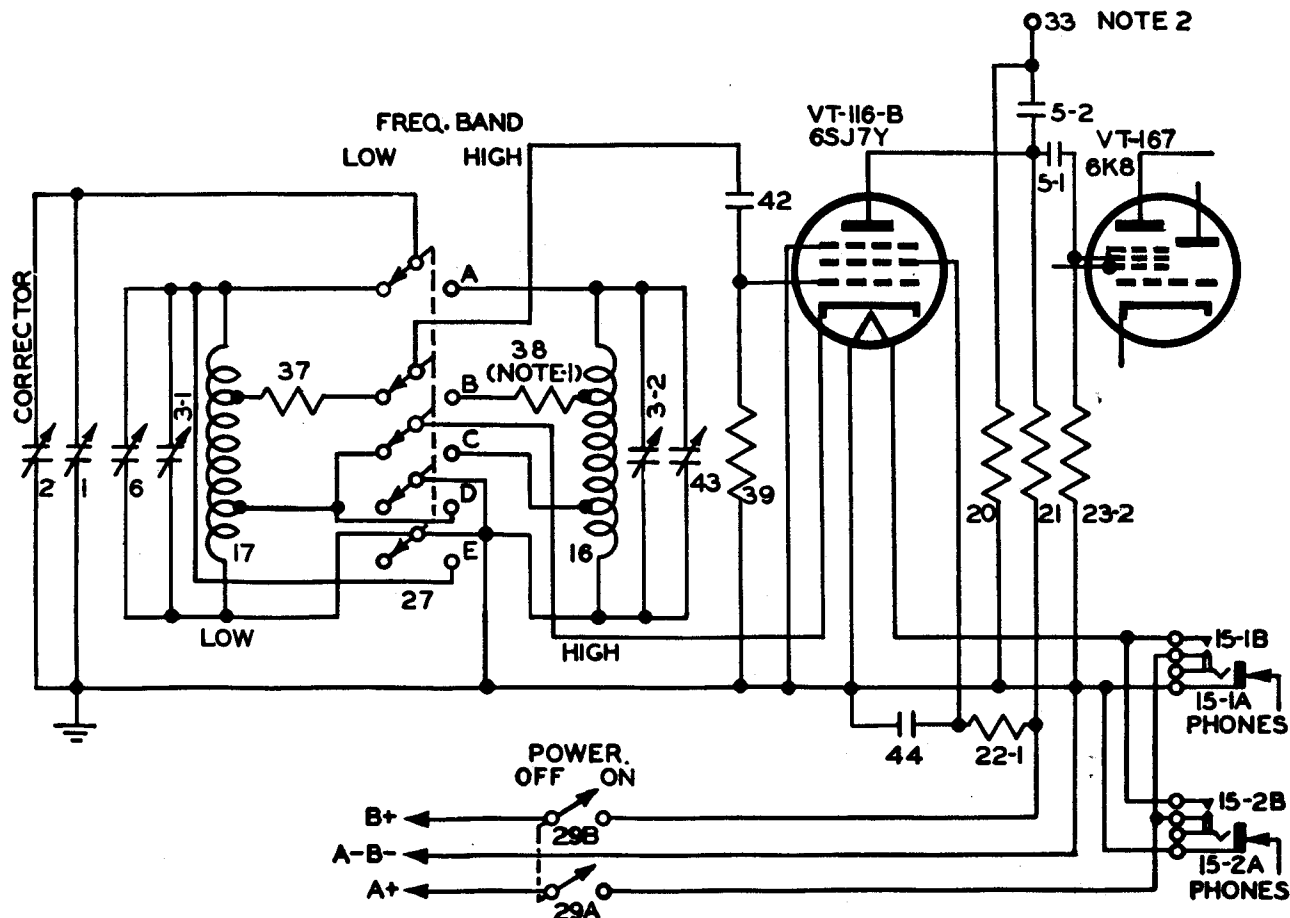 33 NOTE 2
5-2
VT-116-B
6SJ7Y
FREQ. BAND
LOW HIGH
VT-167
6K8
5-1
42
CORRECTOR
A
37
38
(NOTE-1)
B
3-1
3-2
C
2
1
6
43
39
D
20
21
23-2
17
16
E
27
LOW
HIGH
15-1B
15-1A
PHONES
44
22-1
POWER.
OFF ON
B+
29B
15-2B
A-B-
15-2A
PHONES
A+
29A